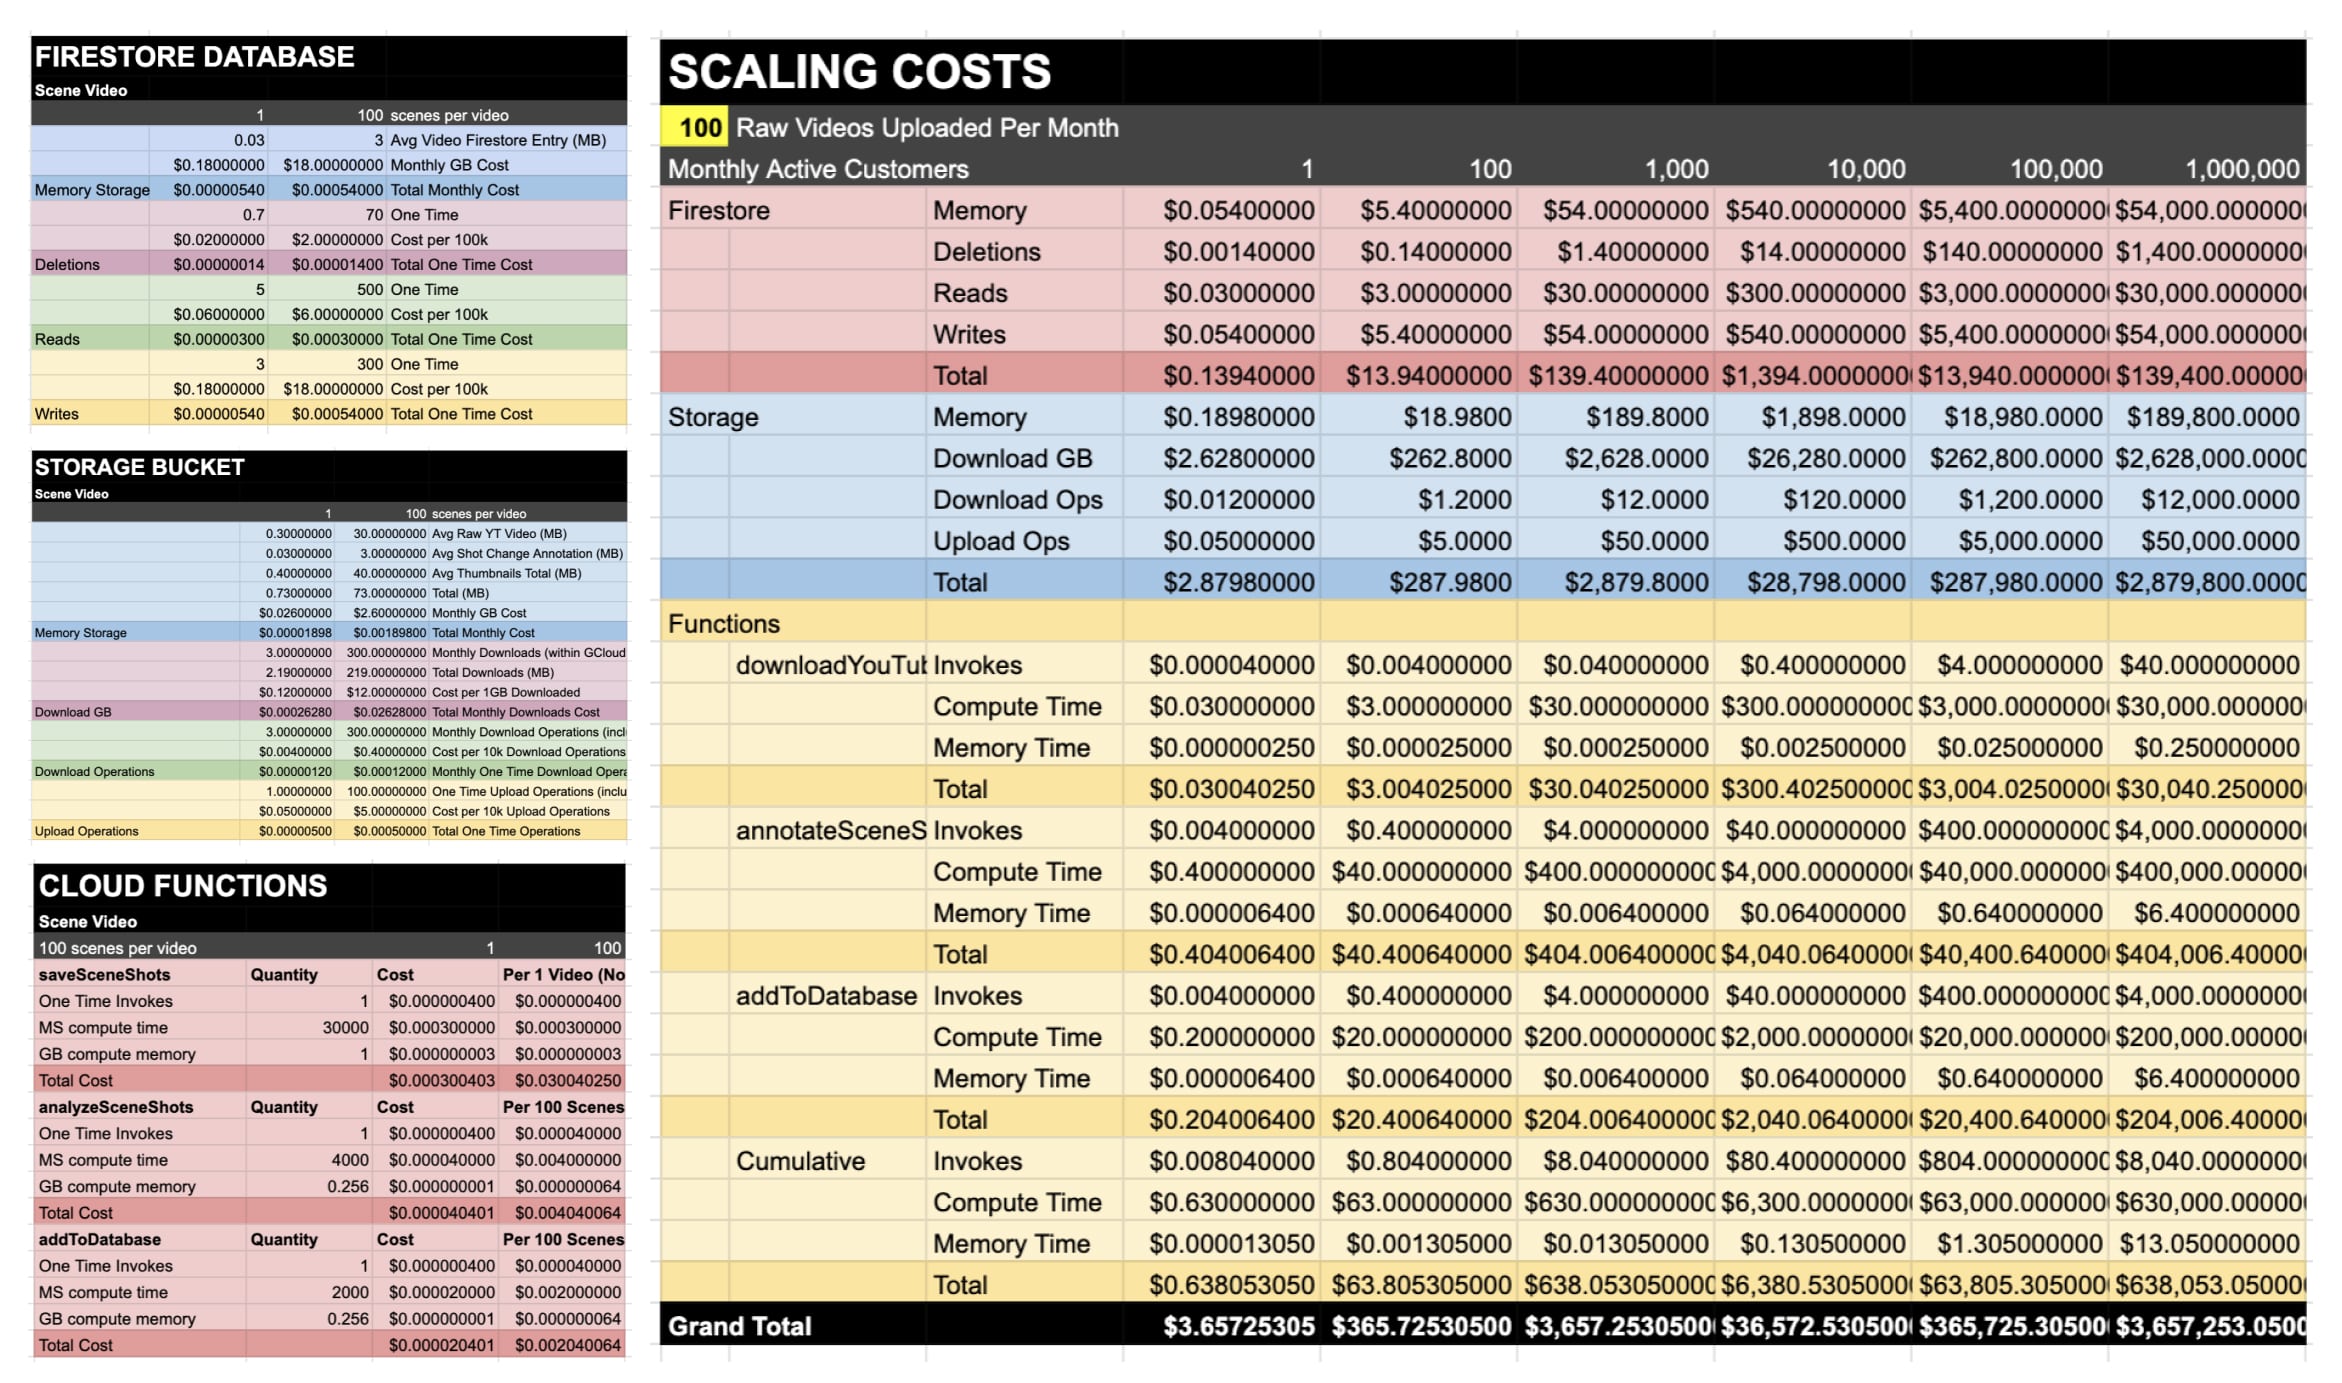 FIRESTORE DATABASE
Scene Video
1 100 scenes per video
0.03 3 Avg Video Firestore Entry (MB)
$0.18000000 $18.00000000 Monthly GB Cost
Memory Storage $0.00000540 $0.00054000 Total Monthly Cost
0.7 70 One Time
$0.02000000 $2.00000000 Cost per 100k
Deletions $0.00000014 $0.00001400 Total One Time Cost
5 500 One Time
$0.06000000 $6.00000000 Cost per 100k
Reads $0.00000300 $0.00030000 Total One Time Cost
3 300 One Time
$0.18000000 $18.00000000 Cost per 100k
Writes $0.00000540 $0.00054000 Total One Time Cost
STORAGE BUCKET
Scene Video
1 100 scenes per video
0.30000000 30.00000000 Avg Raw YT Video (MB)
0.03000000 3.00000000 Avg Shot Change Annotation (MB)
0.40000000 40.00000000 Avg Thumbnails Total (MB)
0.73000000 73.00000000 Total (MB)
$0.02600000 $2.60000000 Monthly GB Cost
Memory Storage $0.00001898 $0.00189800 Total Monthly Cost
3.00000000 300.00000000 Monthly Downloads (within GCloud
2.19000000 219.00000000 Total Downloads (MB)
$0.12000000 $12.00000000 Cost per 1GB Downloaded
Download GB $0.00026280 $0.02628000 Total Monthly Downloads Cost
3.00000000 300.00000000 Monthly Download Operations (incl
$0.00400000 $0.40000000 Cost per 10k Download Operations
Download Operations $0.00000120 $0.00012000 Monthly One Time Download Opera
1.00000000 100.00000000 One Time Upload Operations (inclu
$0.05000000 $5.00000000 Cost per 10k Upload Operations
Upload Operations $0.00000500 $0.00050000 Total One Time Operations
CLOUD FUNCTIONS
Scene Video
100 scenes per video 1 100
saveSceneShots Quantity Cost Per 1 Video (No
One Time Invokes 1 $0.000000400 $0.000000400
MS compute time 30000 $0.000300000 $0.000300000
GB compute memory 1 $0.000000003 $0.000000003
Total Cost $0.000300403 $0.030040250
analyzeSceneShots Quantity Cost Per 100 Scenes
One Time Invokes 1 $0.000000400 $0.000040000
MS compute time 4000 $0.000040000 $0.004000000
GB compute memory 0.256 $0.000000001 $0.000000064
Total Cost $0.000040401 $0.004040064
addToDatabase Quantity Cost Per 100 Scenes
One Time Invokes 1 $0.000000400 $0.000040000
MS compute time 2000 $0.000020000 $0.002000000
GB compute memory 0.256 $0.000000001 $0.000000064
Total Cost $0.000020401 $0.002040064
SCALING COSTS
100 Raw Videos Uploaded Per Month
Monthly Active Customers 1 100 1,000 10,000 100,000 1,000,000
Firestore Memory $0.05400000 $5.40000000 $54.00000000 $540.00000000 $5,400.0000000 $54,000.000000
Deletions $0.00140000 $0.14000000 $1.40000000 $14.00000000 $140.00000000 $1,400.0000000
Reads $0.03000000 $3.00000000 $30.00000000 $300.00000000 $3,000.0000000 $30,000.000000
Writes $0.05400000 $5.40000000 $54.00000000 $540.00000000 $5,400.0000000 $54,000.000000
Total $0.13940000 $13.94000000 $139.40000000 $1,394.0000000 $13,940.000000 $139,400.00000
Storage Memory $0.18980000 $18.9800 $189.8000 $1,898.0000 $18,980.0000 $189,800.0000
Download GB $2.62800000 $262.8000 $2,628.0000 $26,280.0000 $262,800.0000 $2,628,000.0000
Download Ops $0.01200000 $1.2000 $12.0000 $120.0000 $1,200.0000 $12,000.0000
Upload Ops $0.05000000 $5.0000 $50.0000 $500.0000 $5,000.0000 $50,000.0000
Total $2.87980000 $287.9800 $2,879.8000 $28,798.0000 $287,980.0000 $2,879,800.0000
Functions
downloadYouTub Invokes $0.000040000 $0.004000000 $0.040000000 $0.400000000 $4.000000000 $40.000000000
Compute Time $0.030000000 $3.000000000 $30.000000000 $300.000000000 $3,000.0000000 $30,000.000000
Memory Time $0.000000250 $0.000025000 $0.000250000 $0.002500000 $0.025000000 $0.250000000
Total $0.030040250 $3.004025000 $30.040250000 $300.402500000 $3,004.0250000 $30,040.250000
annotateSceneS Invokes $0.004000000 $0.400000000 $4.000000000 $40.000000000 $400.000000000 $4,000.0000000
Compute Time $0.400000000 $40.000000000 $400.000000000 $4,000.0000000 $40,000.000000 $400,000.00000
Memory Time $0.000006400 $0.000640000 $0.006400000 $0.064000000 $0.640000000 $6.400000000
Total $0.404006400 $40.400640000 $404.006400000 $4,040.0640000 $40,400.640000 $404,006.40000
addToDatabase Invokes $0.004000000 $0.400000000 $4.000000000 $40.000000000 $400.000000000 $4,000.0000000
Compute Time $0.200000000 $20.000000000 $200.000000000 $2,000.0000000 $20,000.000000 $200,000.00000
Memory Time $0.000006400 $0.000640000 $0.006400000 $0.064000000 $0.640000000 $6.400000000
Total $0.204006400 $20.400640000 $204.006400000 $2,040.0640000 $20,400.640000 $204,006.40000
Cumulative Invokes $0.008040000 $0.804000000 $8.040000000 $80.400000000 $804.000000000 $8,040.0000000
Compute Time $0.630000000 $63.000000000 $630.000000000 $6,300.0000000 $63,000.000000 $630,000.00000
Memory Time $0.000013050 $0.001305000 $0.013050000 $0.130500000 $1.305000000 $13.050000000
Total $0.638053050 $63.805305000 $638.053050000 $6,380.5305000 $63,805.305000 $638,053.05000
Grand Total $3.65725305 $365.72530500 $3,657.2530500 $36,572.530500 $365,725.30500 $3,657,253.0500